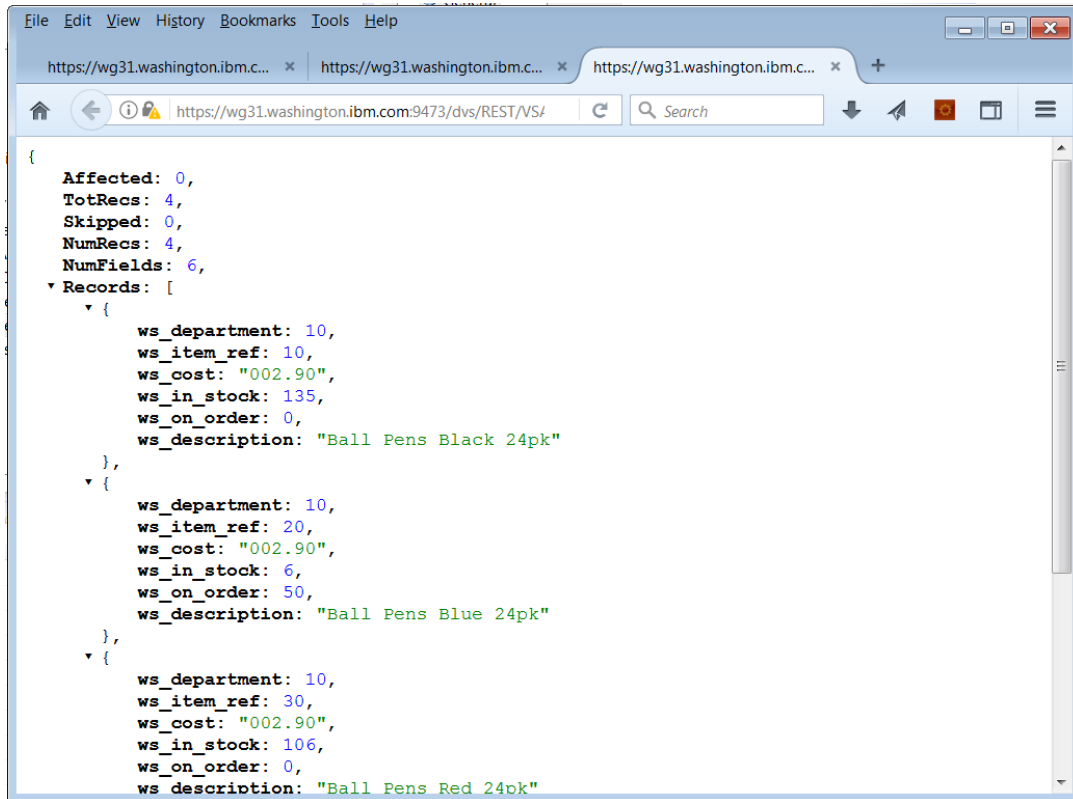 File Edit View History Bookmarks Tools Help
https://wg31.washington.ibm.c... × https://wg31.washington.ibm.c... × https://wg31.washington.ibm.c... × +
https://wg31.washington.ibm.com:9473/dvs/REST/VS/ Search
{
Affected: 0,
TotRecs: 4,
Skipped: 0,
NumRecs: 4,
NumFields: 6,
Records: [
{
ws_department: 10,
ws_item_ref: 10,
ws_cost: "002.90",
ws_in_stock: 135,
ws_on_order: 0,
ws_description: "Ball Pens Black 24pk"
},
{
ws_department: 10,
ws_item_ref: 20,
ws_cost: "002.90",
ws_in_stock: 6,
ws_on_order: 50,
ws_description: "Ball Pens Blue 24pk"
},
{
ws_department: 10,
ws_item_ref: 30,
ws_cost: "002.90",
ws_in_stock: 106,
ws_on_order: 0,
ws_description: "Ball Pens Red 24pk"